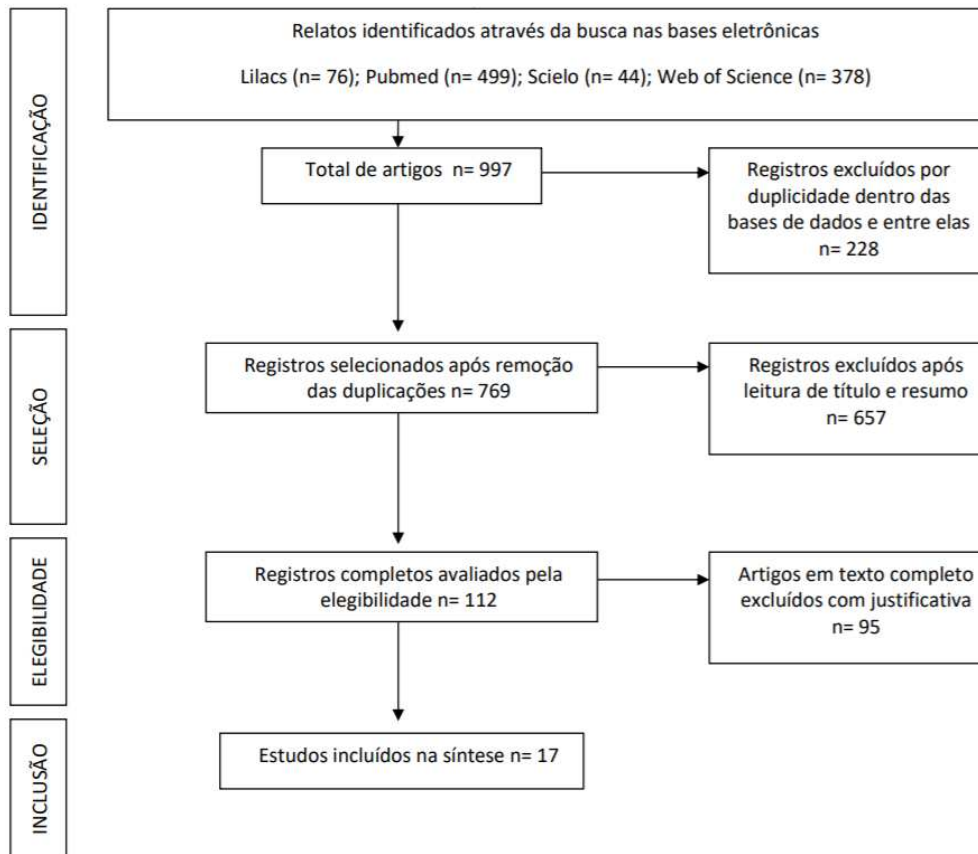 IDENTIFICAÇÃO
Relatos identificados através da busca nas bases eletrônicas
Lilacs (n= 76); Pubmed (n= 499); Scielo (n= 44); Web of Science (n= 378)
Total de artigos  n= 997
Registros excluídos por
duplicidade dentro das
bases de dados e entre elas
n= 228
SELEÇÃO
Registros selecionados após remoção
das duplicações n= 769
Registros excluídos após
leitura de título e resumo
n= 657
ELEGIBILIDADE
Registros completos avaliados pela
elegibilidade n= 112
Artigos em texto completo
excluídos com justificativa
n= 95
INCLUSÃO
Estudos incluídos na síntese n= 17